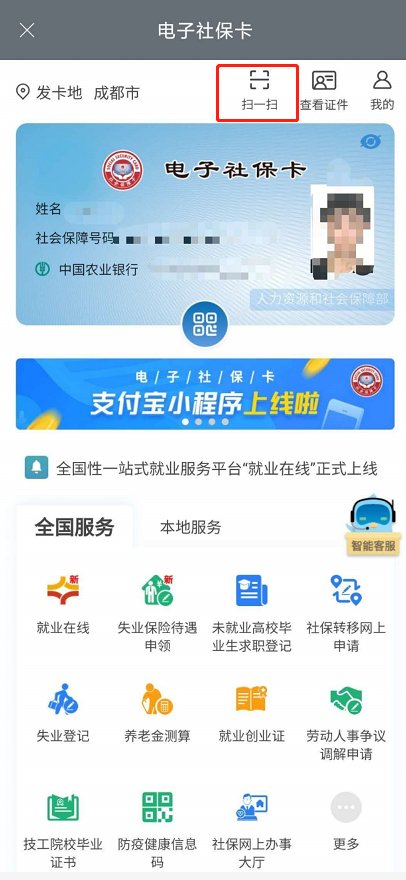 电子社保卡
发卡地 成都市
扫一扫
查看证件
我的
电子社保卡
姓名
社会保障号码
中国农业银行
人力资源和社会保障部
电/子/社/保/卡
支付宝小程序上线啦
全国性一站式就业服务平台“就业在线”正式上线
全国服务
本地服务
智能客服
新
新
就业在线
失业保险待遇
申领
未就业高校毕
业生求职登记
社保转移网上
申请
失业登记
养老金测算
就业创业证
劳动人事争议
调解申请
技工院校毕业
证书
防疫健康信息
码
社保网上办事
大厅
更多